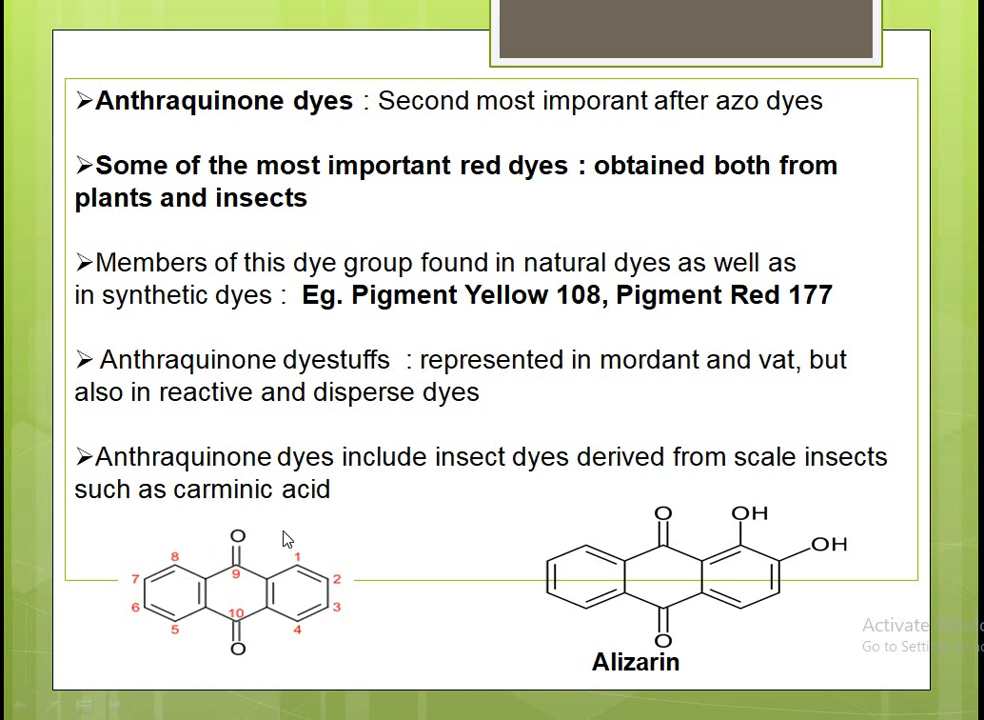 ➢Anthraquinone dyes : Second most imporant after azo dyes
➢Some of the most important red dyes : obtained both from
plants and insects
➢Members of this dye group found in natural dyes as well as
in synthetic dyes : Eg. Pigment Yellow 108, Pigment Red 177
➢ Anthraquinone dyestuffs : represented in mordant and vat, but
also in reactive and disperse dyes
➢Anthraquinone dyes include insect dyes derived from scale insects
such as carminic acid
O
8 1
7 9 2
6 10 3
5 4
O
O OH
OH
O
Alizarin
Activate
Go to